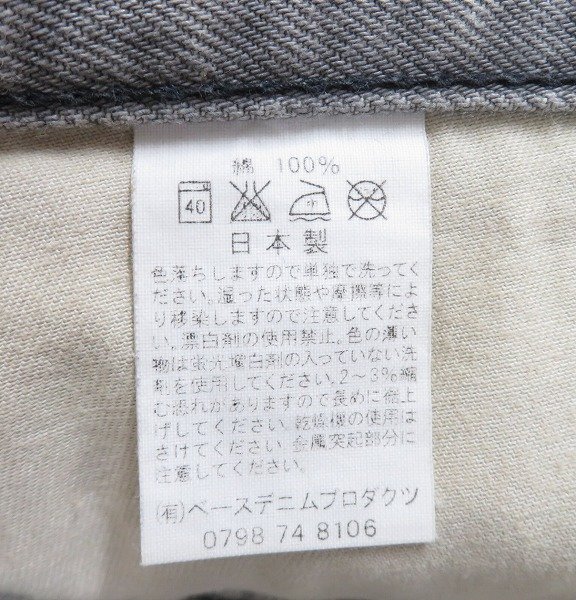 綿 100%
40
日本製
色落ちしますので単独で洗ってく
ださい。湿った状態や摩擦等によ
り移染しますので注意してくださ
い。漂白剤の使用禁止。色の薄い
物は蛍光増白剤の入っていない洗
剤を使用してください。2～3%縮
む恐れがありますので長めに仕上
げしてください。乾燥機の使用は
さけてください。金属突起部分に
注意してください。
(有)ベースデニムプロダクツ
0798 74 8106